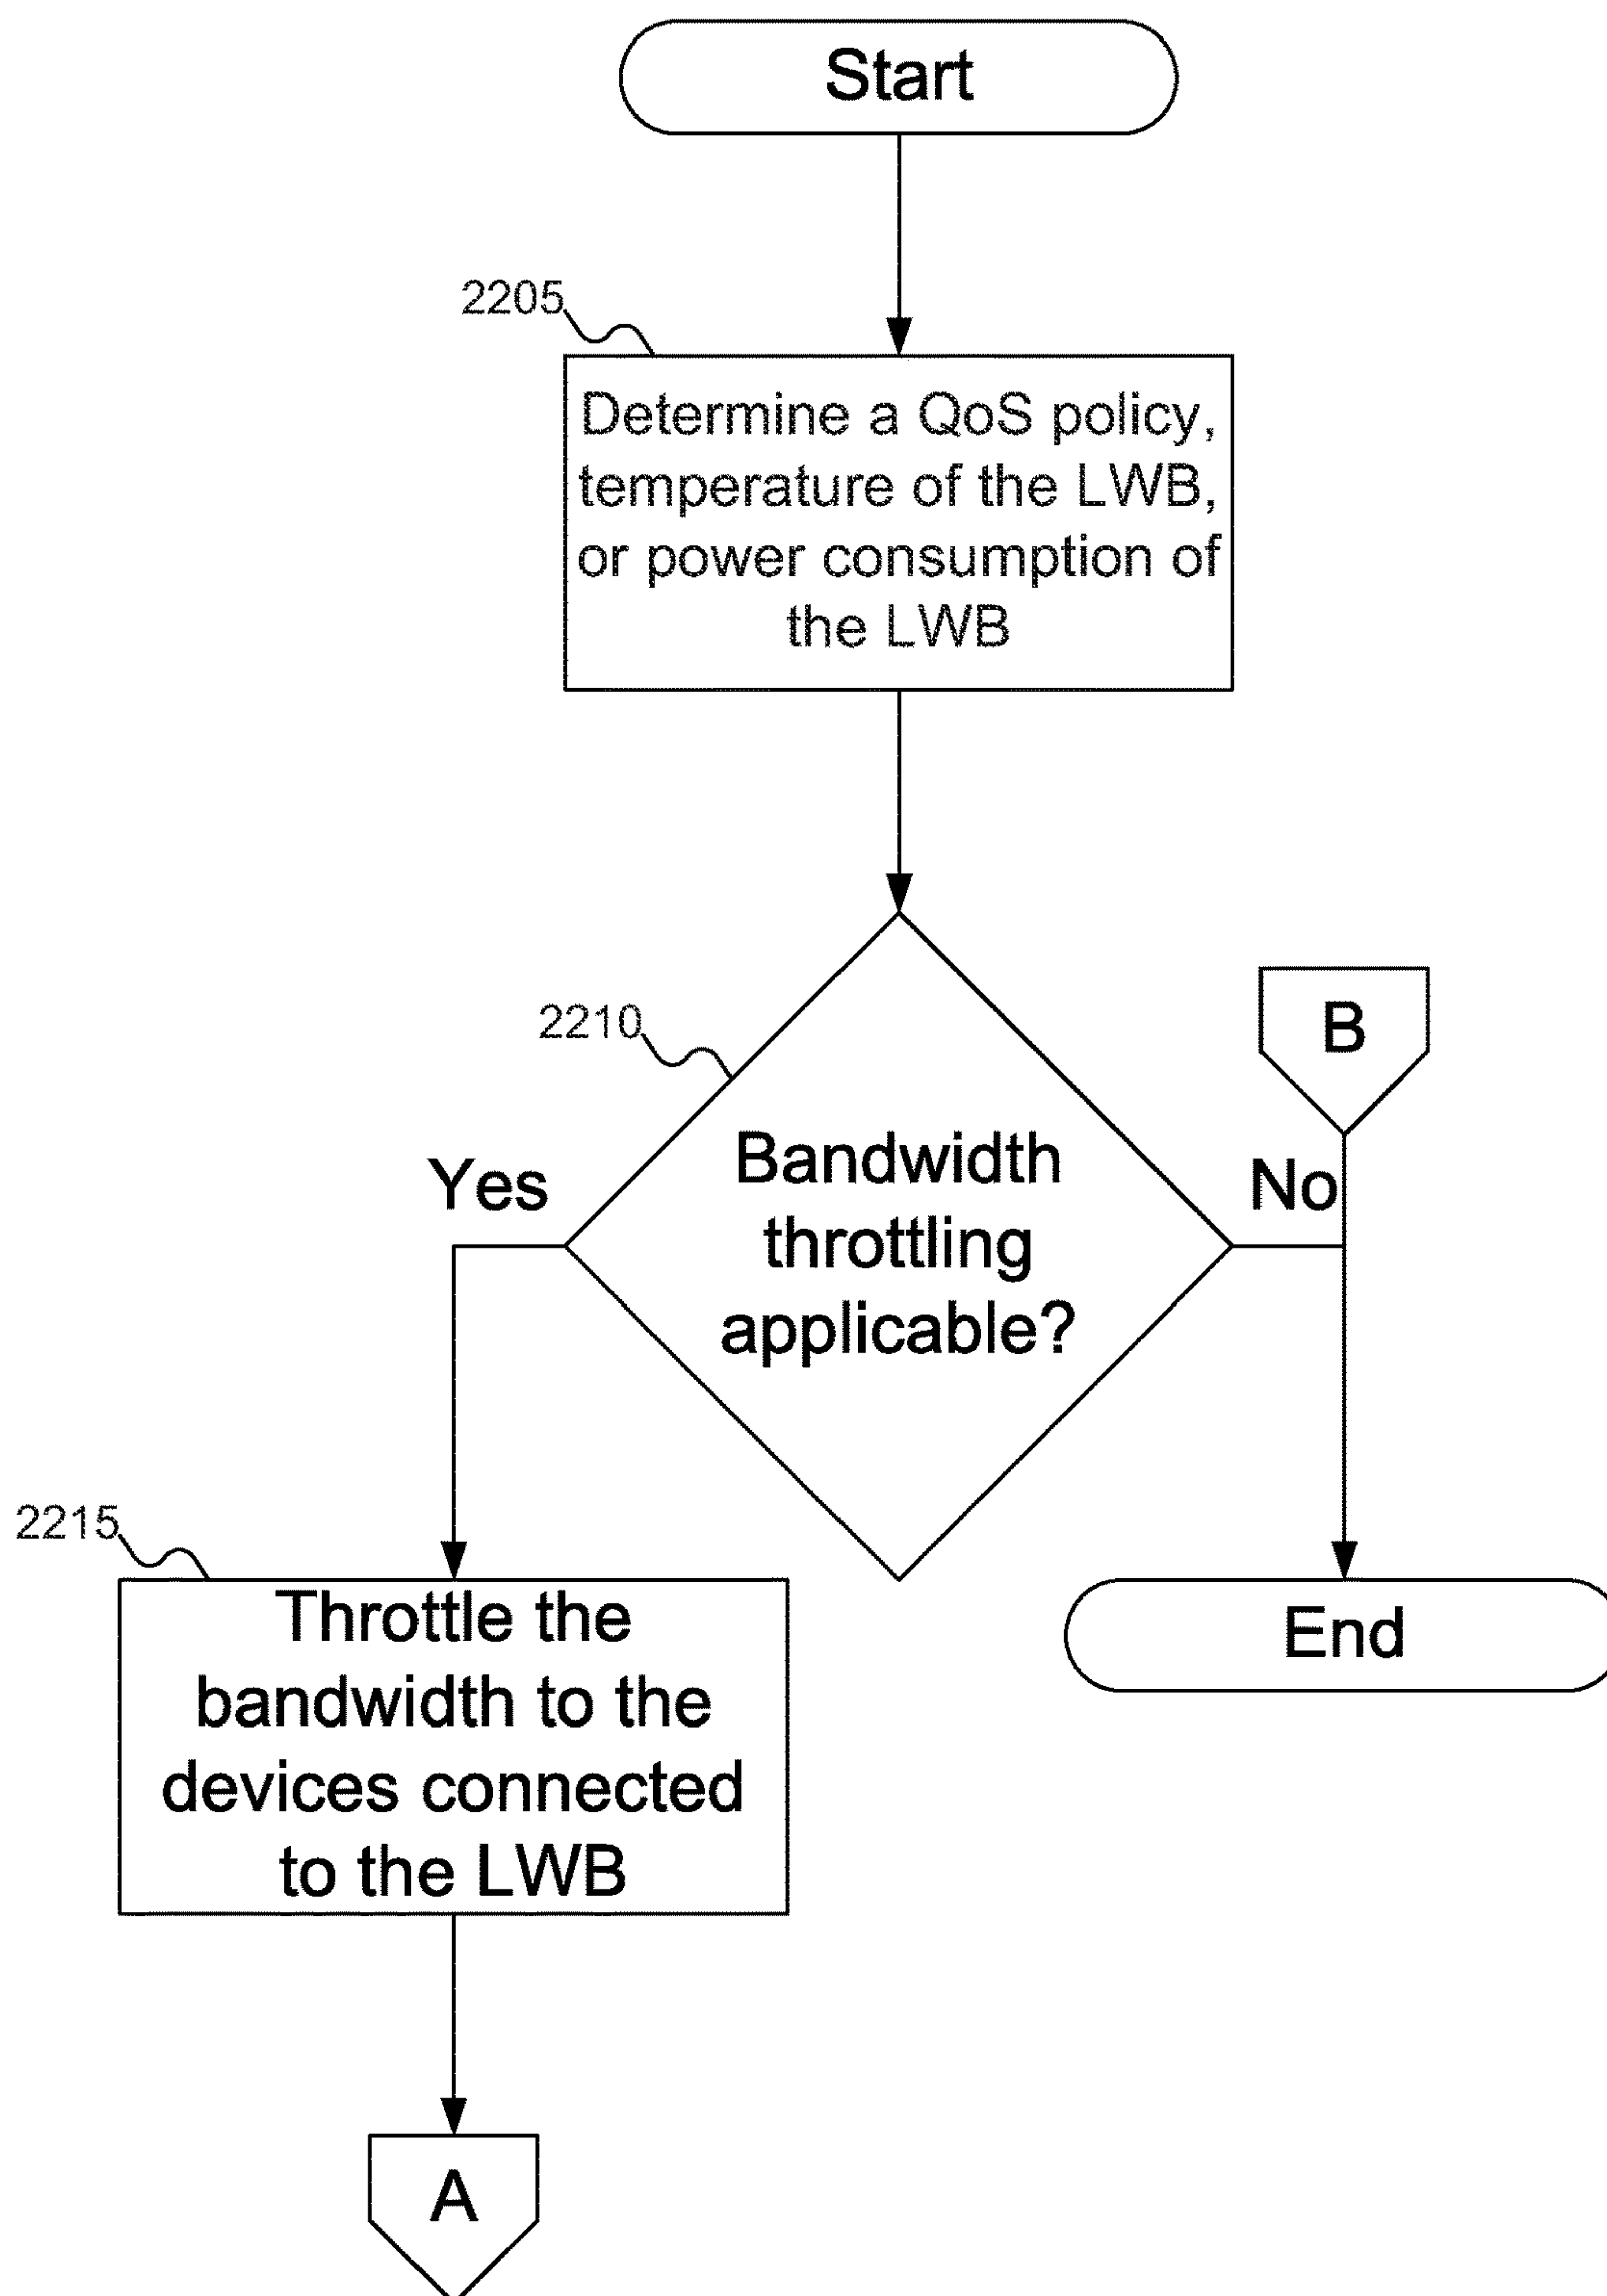 Start
2205
Determine a QoS policy,
temperature of the LWB,
or power consumption of
the LWB
2210
B
Yes
No
Bandwidth
throttling
applicable?
2215
Throttle the
bandwidth to the
devices connected
to the LWB
End
A